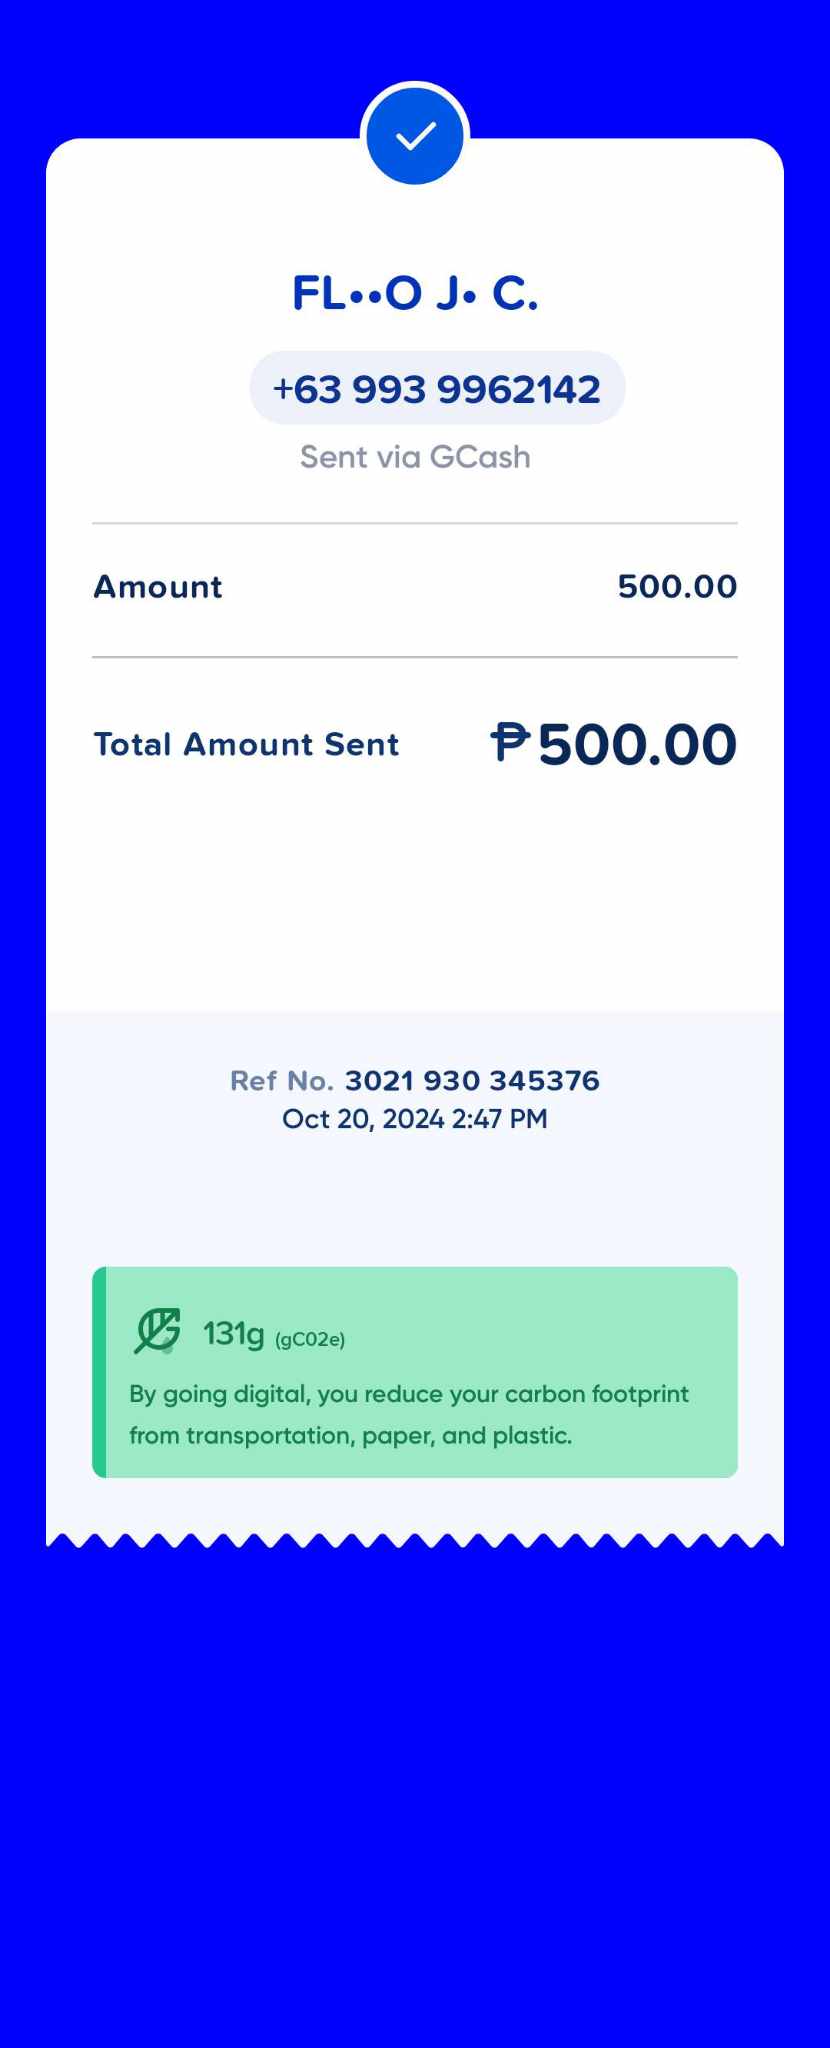 FL••O J• C.
+63 993 9962142
Sent via GCash
Amount 500.00
Total Amount Sent ₱500.00
Ref No. 3021 930 345376
Oct 20, 2024 2:47 PM
131g (gC02e)
By going digital, you reduce your carbon footprint
from transportation, paper, and plastic.